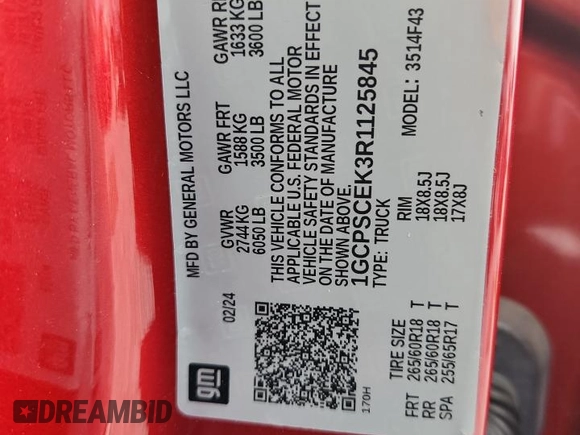 MFD BY GENERAL MOTORS LLC
02/24
GVWR
2744 KG
6050 LB
GAWR FRT
1588 KG
3500 LB
GAWR RR
1633 KG
3600 LB
THIS VEHICLE CONFORMS TO ALL
APPLICABLE U.S. FEDERAL MOTOR
VEHICLE SAFETY STANDARDS IN EFFECT
ON THE DATE OF MANUFACTURE
SHOWN ABOVE.
1GCPSCEK3R1125845
TYPE: TRUCK
MODEL: 3514F43
gm
170H
TIRE SIZE RIM
FRT 265/60R18 T 18X8.5J
RR 265/60R18 T 18X8.5J
SPA 255/65R17 T 17X8J
DREAMBID